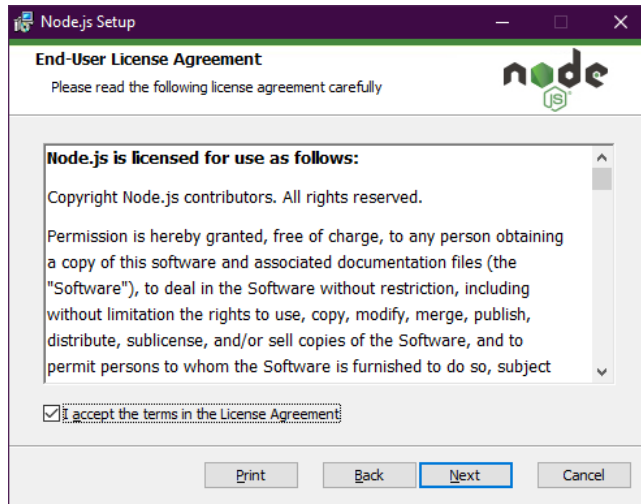 Node.js Setup
End-User License Agreement
Please read the following license agreement carefully
node
JS
Node.js is licensed for use as follows:
Copyright Node.js contributors. All rights reserved.
Permission is hereby granted, free of charge, to any person obtaining
a copy of this software and associated documentation files (the
"Software"), to deal in the Software without restriction, including
without limitation the rights to use, copy, modify, merge, publish,
distribute, sublicense, and/or sell copies of the Software, and to
permit persons to whom the Software is furnished to do so, subject
I accept the terms in the License Agreement
Print Back Next Cancel